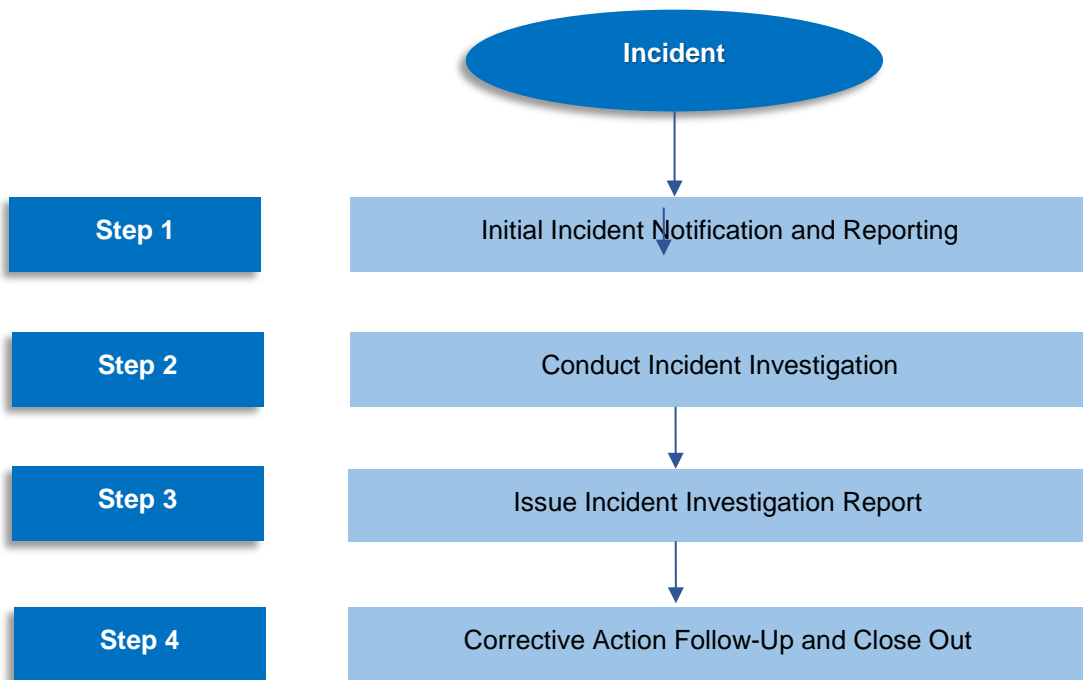 Incident
Step 1
Initial Incident Notification and Reporting
Step 2
Conduct Incident Investigation
Step 3
Issue Incident Investigation Report
Step 4
Corrective Action Follow-Up and Close Out